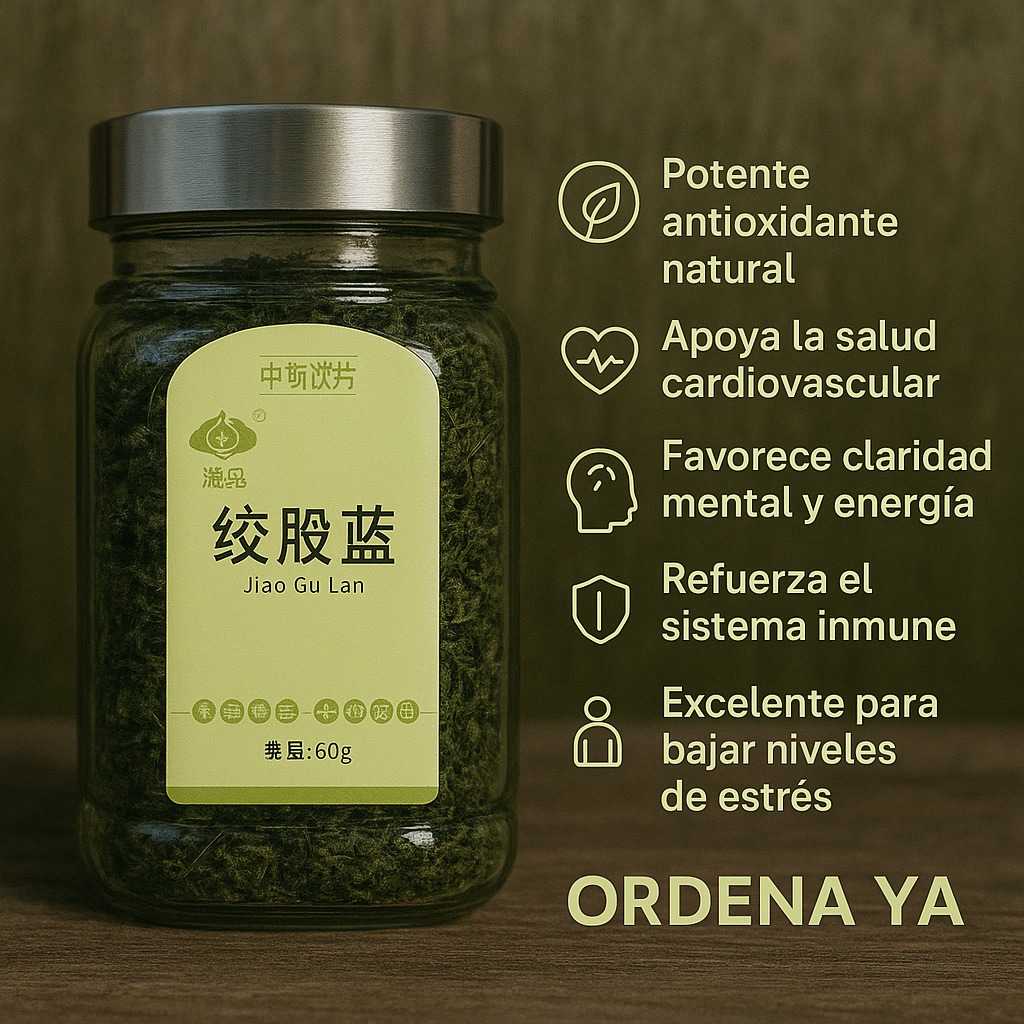 绞股蓝
Jiao Gu Lan
:60g
Potente
antioxidante
natural
Apoya la salud
cardiovascular
Favorece claridad
mental y energía
Refuerza el
sistema inmune
Excelente para
bajar niveles
de estrés
ORDENA YA